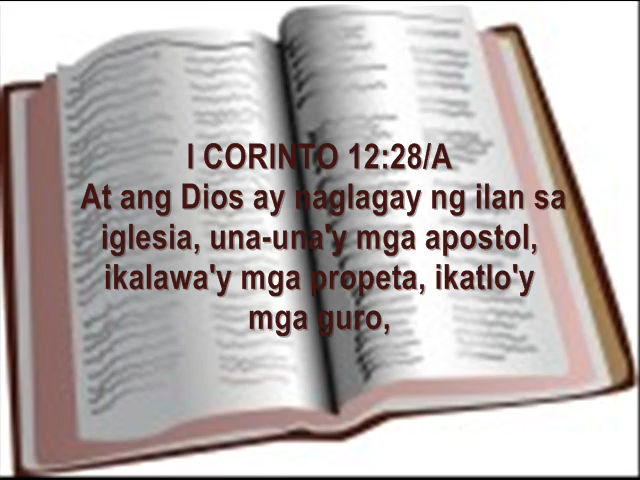 I CORINTO 12:28/A
At ang Dios ay naglagay ng ilan sa
iglesia, una-una'y mga apostol,
ikalawa'y mga propeta, ikatlo'y
mga guro,